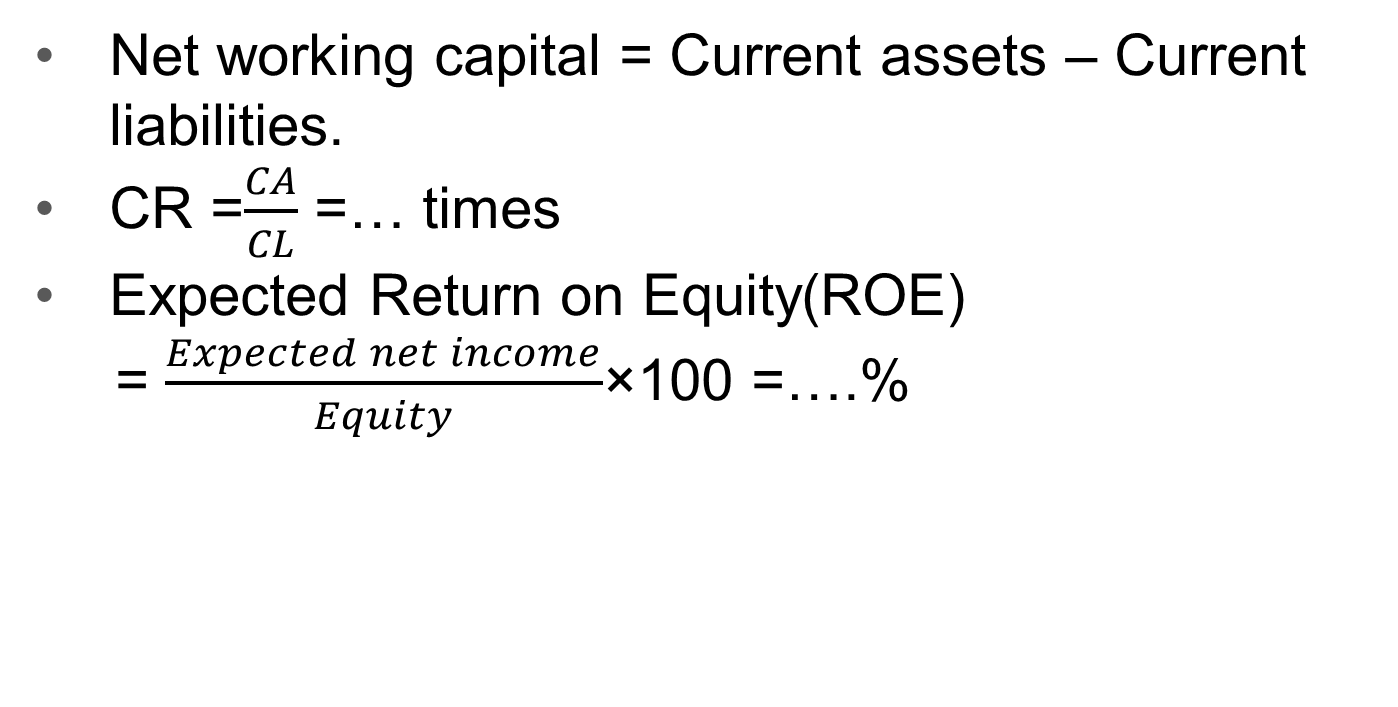 • Net working capital = Current assets – Current
liabilities.
• CR =CA/CL =… times
• Expected Return on Equity(ROE)
= Expected net income/Equity×100 =….%